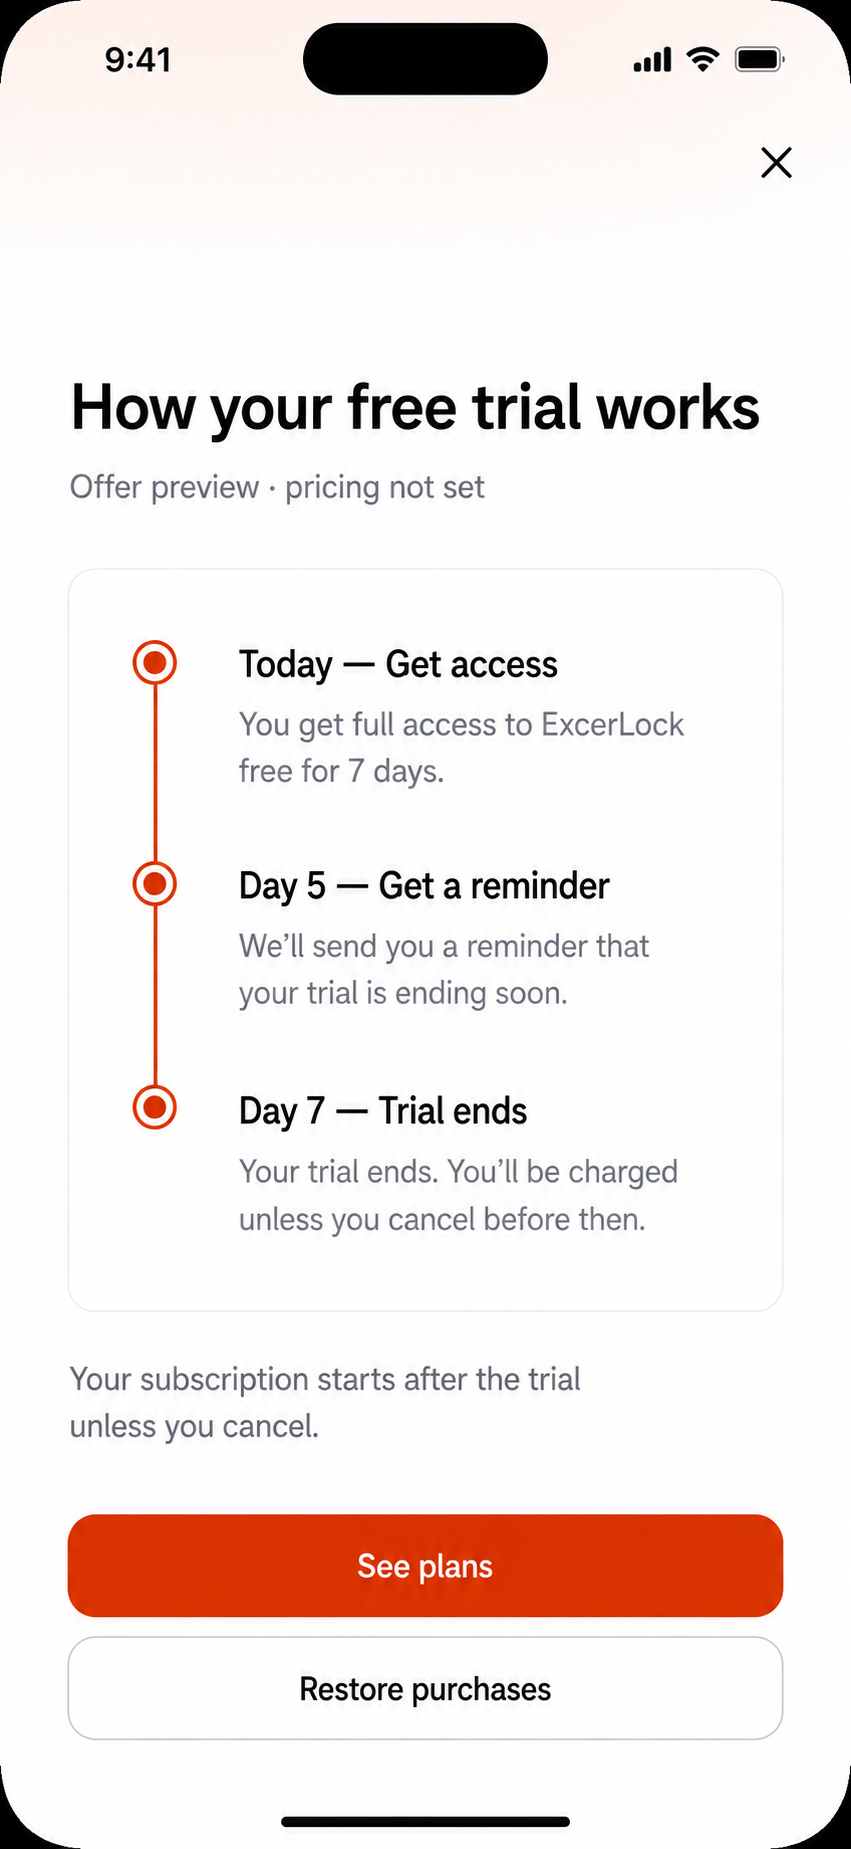 9:41
How your free trial works
Offer preview · pricing not set
Today — Get access
You get full access to ExcerLock
free for 7 days.
Day 5 — Get a reminder
We’ll send you a reminder that
your trial is ending soon.
Day 7 — Trial ends
Your trial ends. You’ll be charged
unless you cancel before then.
Your subscription starts after the trial
unless you cancel.
See plans
Restore purchases